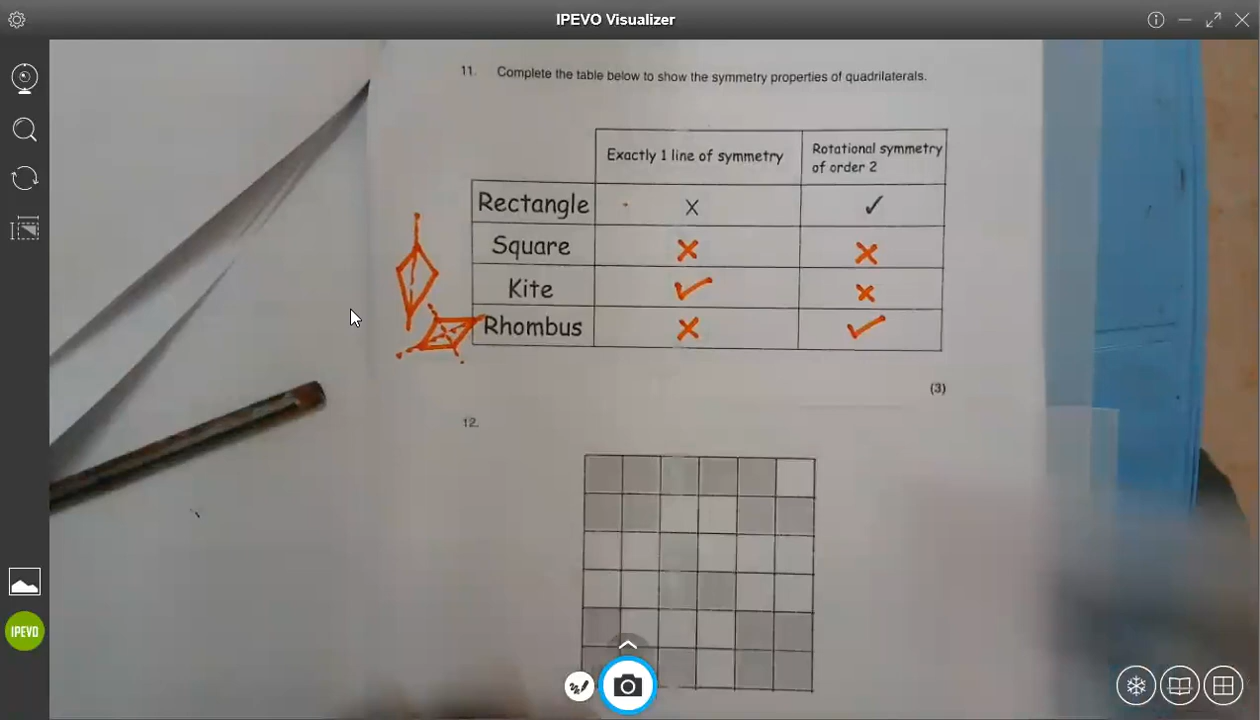 IPEVO Visualizer
11. Complete the table below to show the symmetry properties of quadrilaterals.
Exactly 1 line of symmetry
Rotational symmetry
of order 2
Rectangle X ✓
Square ✗ ✗
Kite ✓ ✗
Rhombus ✗ ✓
(3)
12.
IPEVO